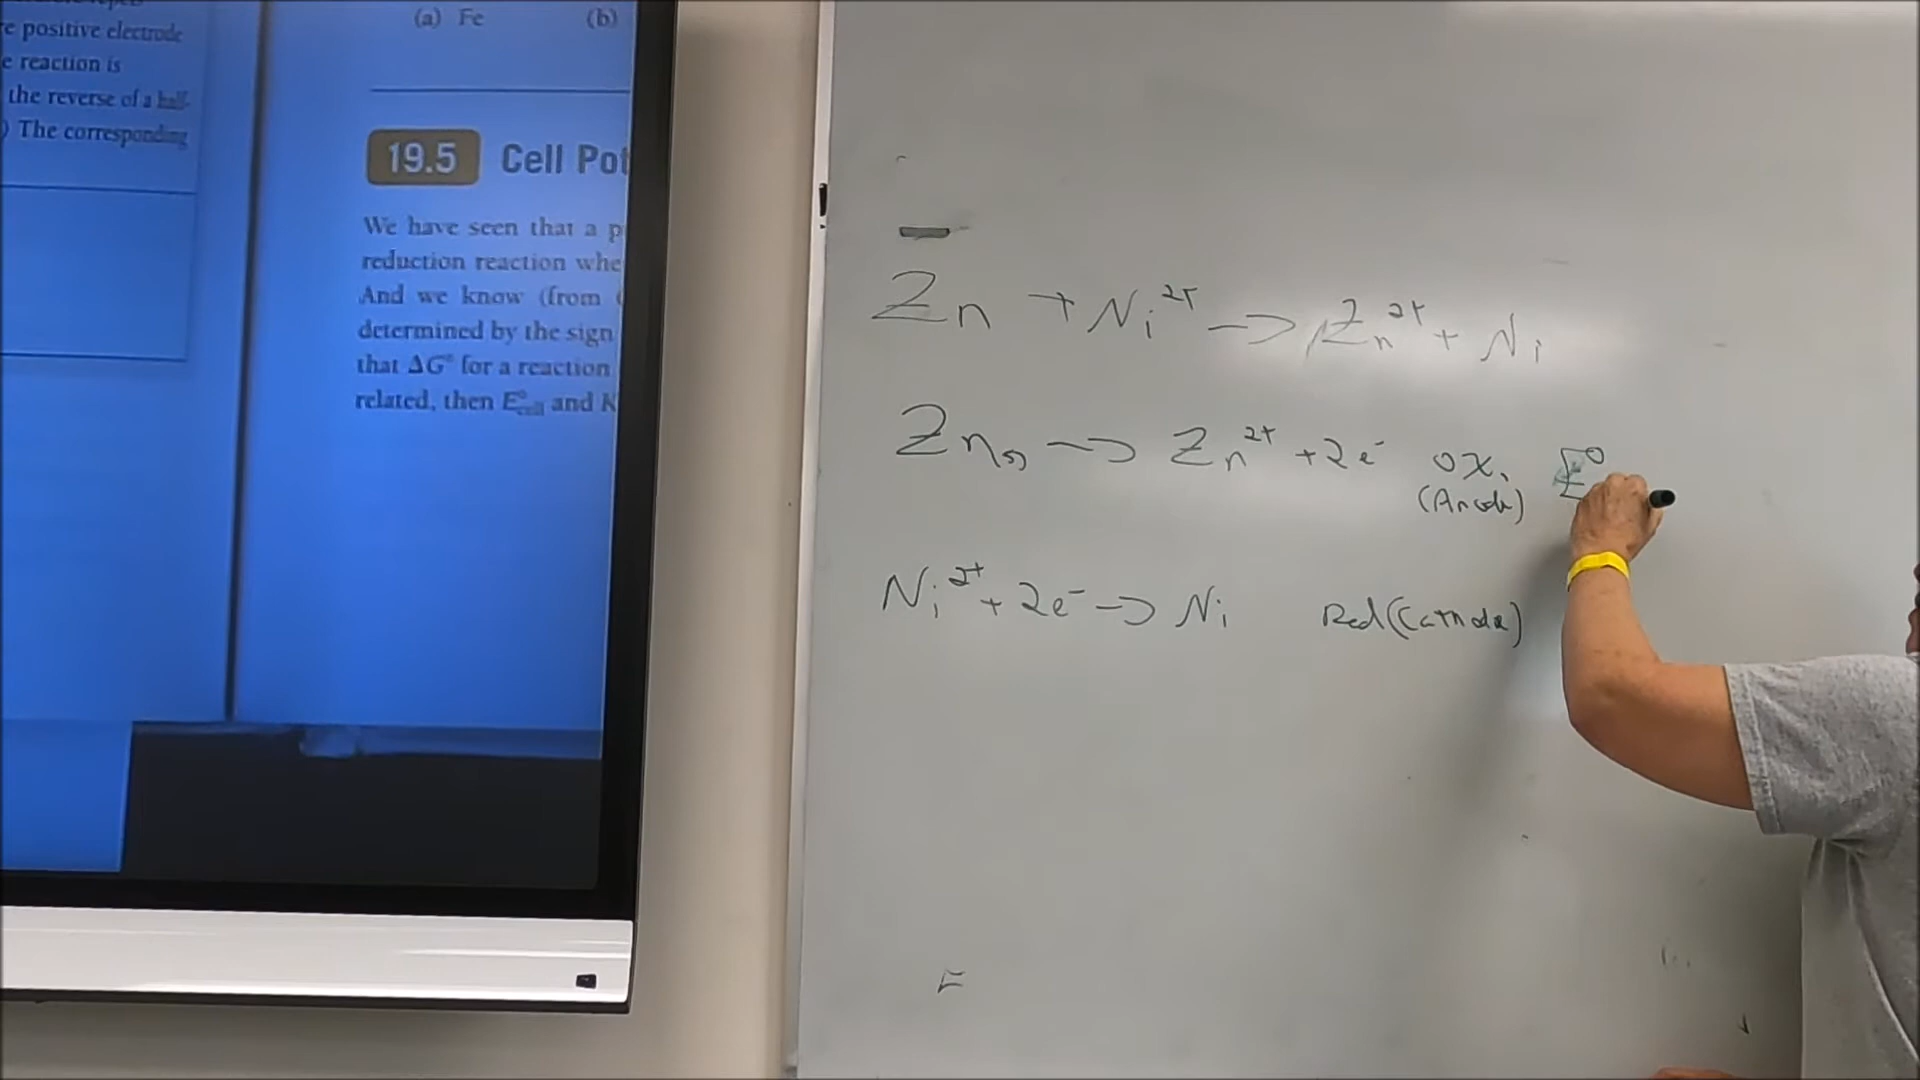 e positive electrode
e reaction is
the reverse of a half-
) The corresponding
(a) Fe (b)
19.5 Cell Pot
We have seen that a p
reduction reaction whe
And we know (from
determined by the sign
that ΔG° for a reaction
related, then E°cell and K
Zn + Ni²⁺ → Zn²⁺ + Ni
Zn(s) → Zn²⁺ + 2e⁻ ox. E°
(Anode)
Ni²⁺ + 2e⁻ → Ni Red (Cathode)